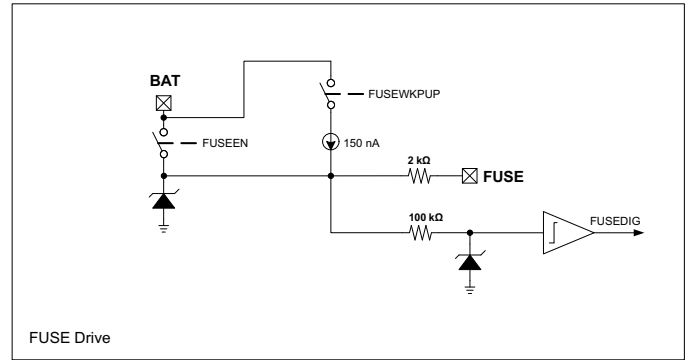 BAT
FUSEWKPUP
FUSEEN
150 nA
2 kΩ
FUSE
100 kΩ
FUSEDIG
FUSE Drive